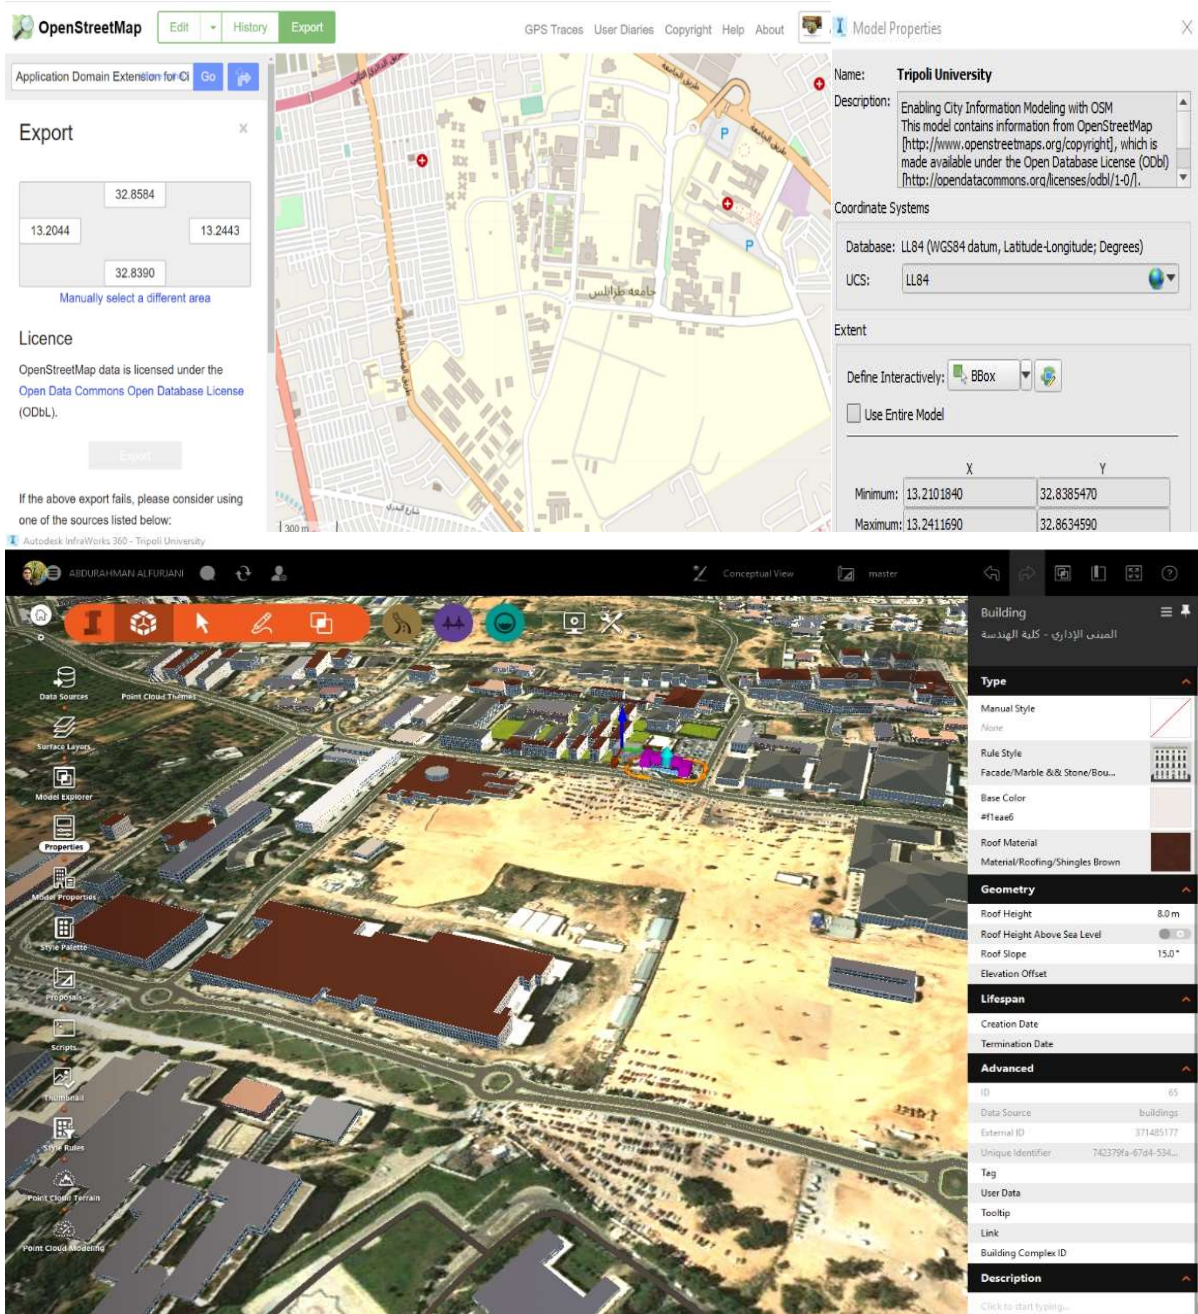 OpenStreetMap
Edit
History
Export
GPS Traces User Diaries Copyright Help About
Application Domain Extension for Ci
Go
Export
32.8584
13.2044
13.2443
32.8390
Manually select a different area
Licence
OpenStreetMap data is licensed under the
Open Data Commons Open Database License
(ODbL).
Export
If the above export fails, please consider using
one of the sources listed below:
طريق الجامعة
طريق الجامعة
P
P
جامعة طرابلس
طريق الهضبة الشرقية
شارع البدري
300 m
Model Properties
Name: Tripoli University
Description:
Enabling City Information Modeling with OSM
This model contains information from OpenStreetMap
[http://www.openstreetmaps.org/copyright], which is
made available under the Open Database License (ODbl)
[http://opendatacommons.org/licenses/odbl/1-0/].
Coordinate Systems
Database: LL84 (WGS84 datum, Latitude-Longitude; Degrees)
UCS: LL84
Extent
Define Interactively: BBox
Use Entire Model
X Y
Minimum: 13.2101840 32.8385470
Maximum: 13.2411690 32.8634590
Autodesk InfraWorks 360 - Tripoli University
ABDURAHMAN ALFURJANI
Conceptual View
master
Data Sources
Point Cloud Themes
Surface Layers
Model Explorer
Properties
Model Properties
Style Palette
Proposals
Scripts
Thumbnail
Style Rules
Point Cloud Terrain
Point Cloud Modeling
Building
المبنى الإداري - كلية الهندسة
Type
Manual Style
None
Rule Style
Facade/Marble && Stone/Bou...
Base Color
#f1eae6
Roof Material
Material/Roofing/Shingles Brown
Geometry
Roof Height 8.0 m
Roof Height Above Sea Level
Roof Slope 15.0 °
Elevation Offset
Lifespan
Creation Date
Termination Date
Advanced
ID 65
Data Source buildings
External ID 371485177
Unique Identifier 742379fa-67d4-534...
Tag
User Data
Tooltip
Link
Building Complex ID
Description
Click to start typing...